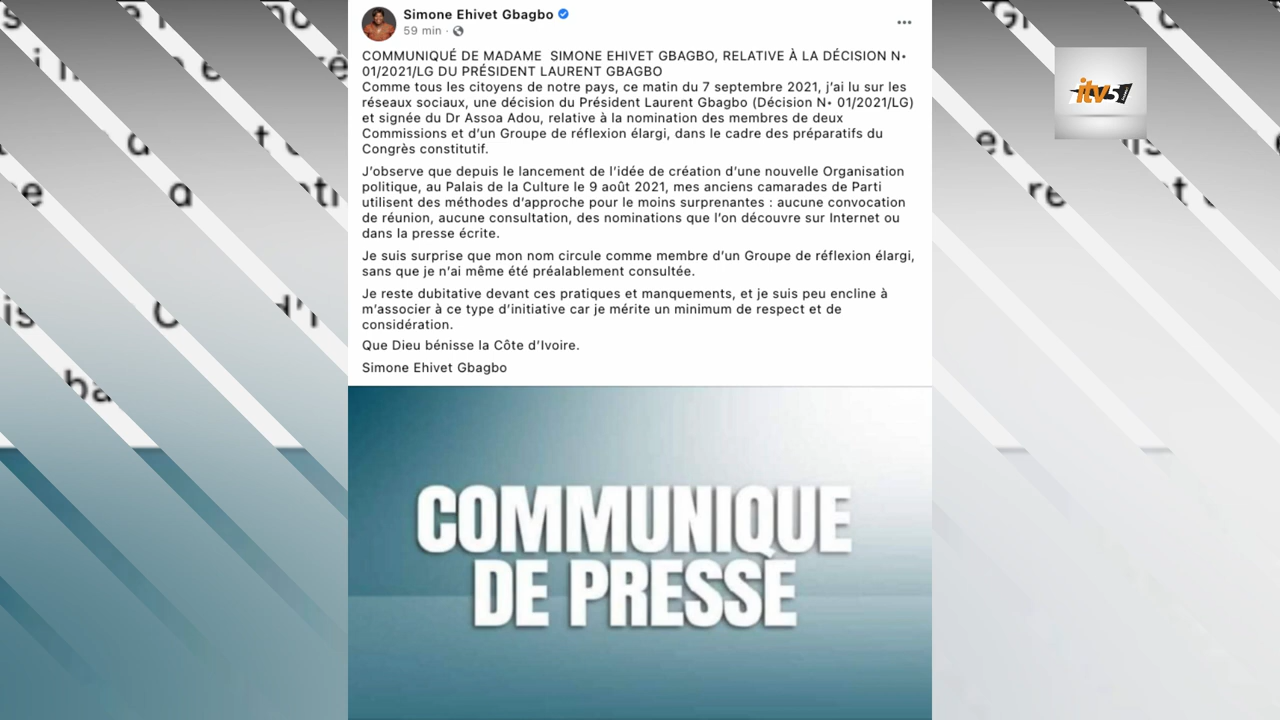 Simone Ehivet Gbagbo
59 min ·
COMMUNIQUÉ DE MADAME  SIMONE EHIVET GBAGBO, RELATIVE À LA DÉCISION N•
01/2021/LG DU PRÉSIDENT LAURENT GBAGBO
Comme tous les citoyens de notre pays, ce matin du 7 septembre 2021, j'ai lu sur les
réseaux sociaux, une décision du Président Laurent Gbagbo (Décision N• 01/2021/LG)
et signée du Dr Assoa Adou, relative à la nomination des membres de deux
Commissions et d'un Groupe de réflexion élargi, dans le cadre des préparatifs du
Congrès constitutif.
J'observe que depuis le lancement de l'idée de création d'une nouvelle Organisation
politique, au Palais de la Culture le 9 août 2021, mes anciens camarades de Parti
utilisent des méthodes d'approche pour le moins surprenantes : aucune convocation
de réunion, aucune consultation, des nominations que l'on découvre sur Internet ou
dans la presse écrite.
Je suis surprise que mon nom circule comme membre d'un Groupe de réflexion élargi,
sans que je n'ai même été préalablement consultée.
Je reste dubitative devant ces pratiques et manquements, et je suis peu encline à
m'associer à ce type d'initiative car je mérite un minimum de respect et de
considération.
Que Dieu bénisse la Côte d'Ivoire.
Simone Ehivet Gbagbo
COMMUNIQUE
DE PRESSE
itv51